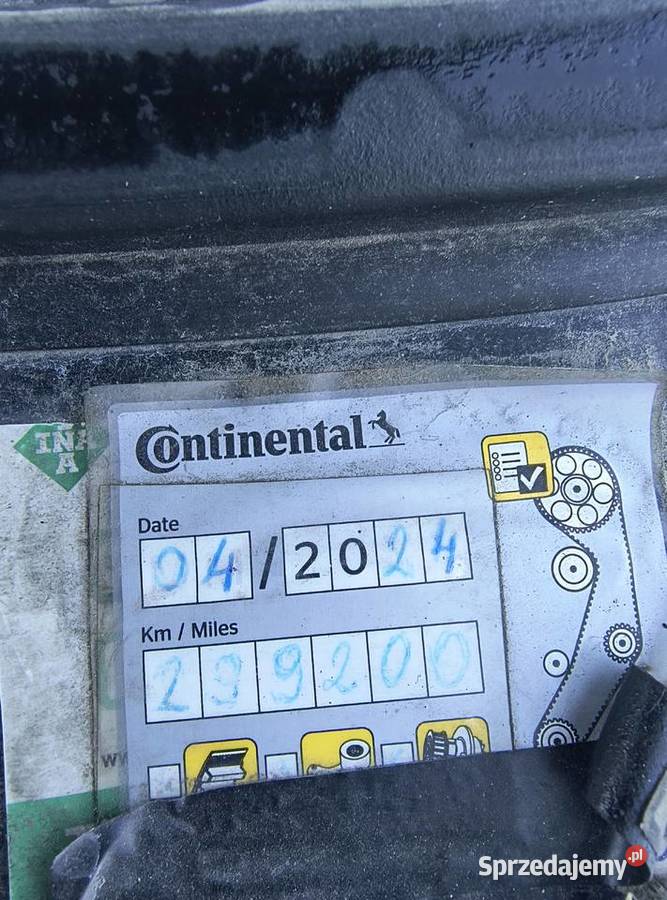 Continental
INA
Date
04/2024
Km / Miles
299200
Sprzedajemy.pl